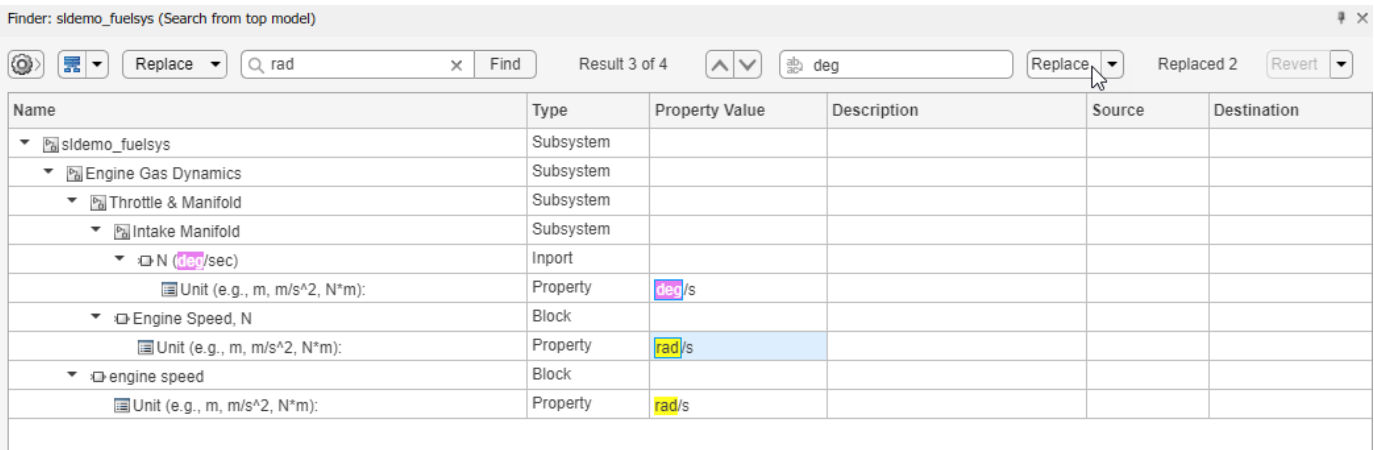 Finder: sldemo_fuelsys (Search from top model)
Replace rad Find Result 3 of 4 deg Replace Replaced 2 Revert
Name Type Property Value Description Source Destination
sldemo_fuelsys Subsystem
Engine Gas Dynamics Subsystem
Throttle & Manifold Subsystem
Intake Manifold Subsystem
N (deg/sec) Inport
Unit (e.g., m, m/s^2, N*m): Property deg/s
Engine Speed, N Block
Unit (e.g., m, m/s^2, N*m): Property rad/s
engine speed Block
Unit (e.g., m, m/s^2, N*m): Property rad/s